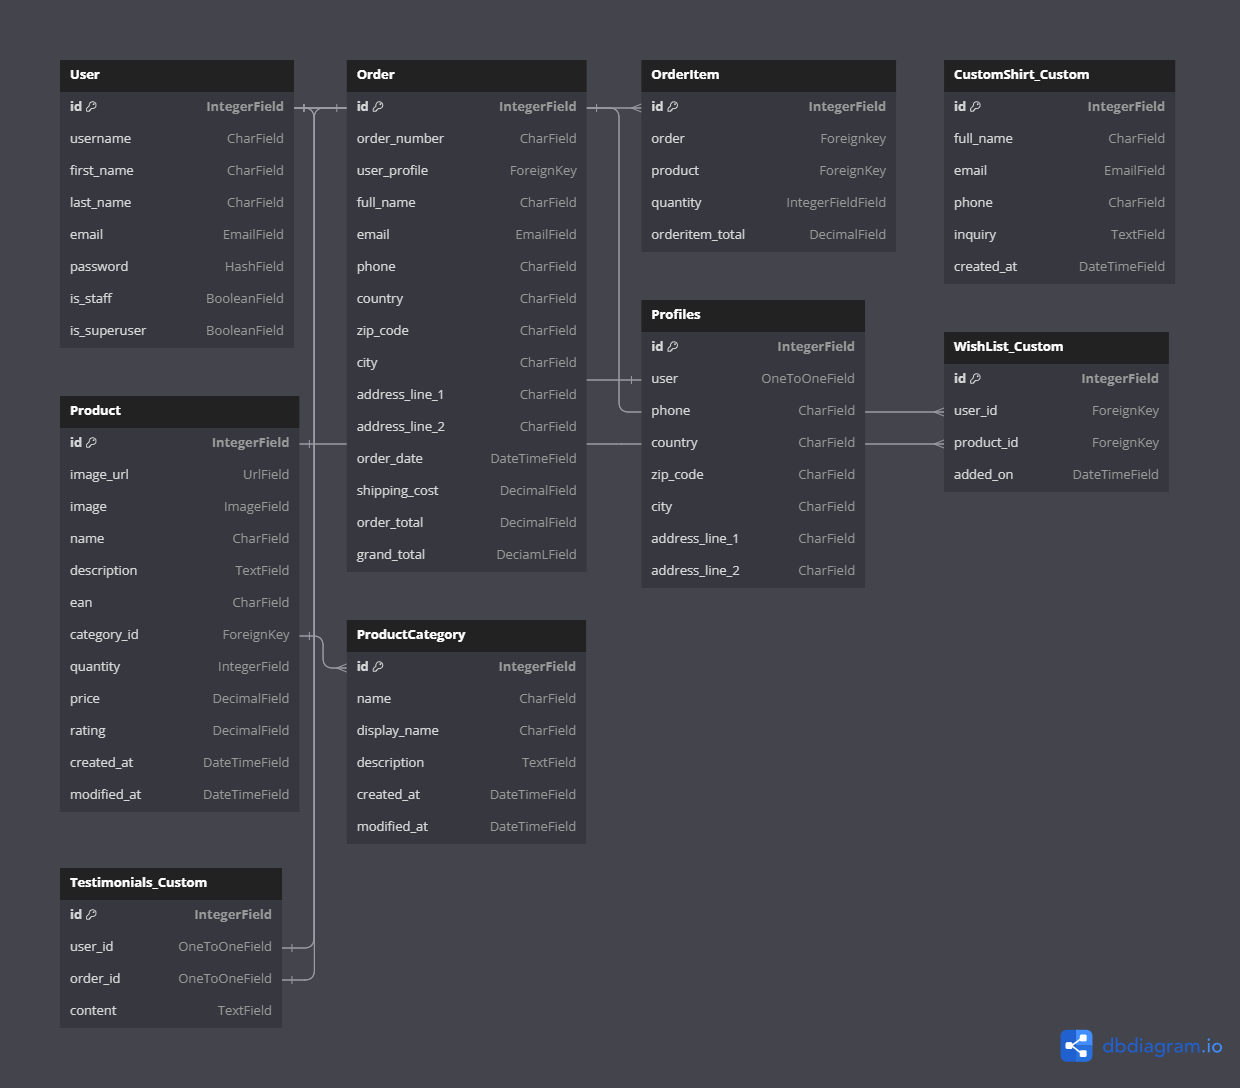 User
id IntegerField
username CharField
first_name CharField
last_name CharField
email EmailField
password HashField
is_staff BooleanField
is_superuser BooleanField
Order
id IntegerField
order_number CharField
user_profile ForeignKey
full_name CharField
email EmailField
phone CharField
country CharField
zip_code CharField
city CharField
address_line_1 CharField
address_line_2 CharField
order_date DateTimeField
shipping_cost DecimalField
order_total DecimalField
grand_total DeciamLField
OrderItem
id IntegerField
order Foreignkey
product ForeignKey
quantity IntegerFieldField
orderitem_total DecimalField
CustomShirt_Custom
id IntegerField
full_name CharField
email EmailField
phone CharField
inquiry TextField
created_at DateTimeField
Profiles
id IntegerField
user OneToOneField
phone CharField
country CharField
zip_code CharField
city CharField
address_line_1 CharField
address_line_2 CharField
WishList_Custom
id IntegerField
user_id ForeignKey
product_id ForeignKey
added_on DateTimeField
Product
id IntegerField
image_url UrlField
image ImageField
name CharField
description TextField
ean CharField
category_id ForeignKey
quantity IntegerField
price DecimalField
rating DecimalField
created_at DateTimeField
modified_at DateTimeField
ProductCategory
id IntegerField
name CharField
display_name CharField
description TextField
created_at DateTimeField
modified_at DateTimeField
Testimonials_Custom
id IntegerField
user_id OneToOneField
order_id OneToOneField
content TextField
dbdiagram.io